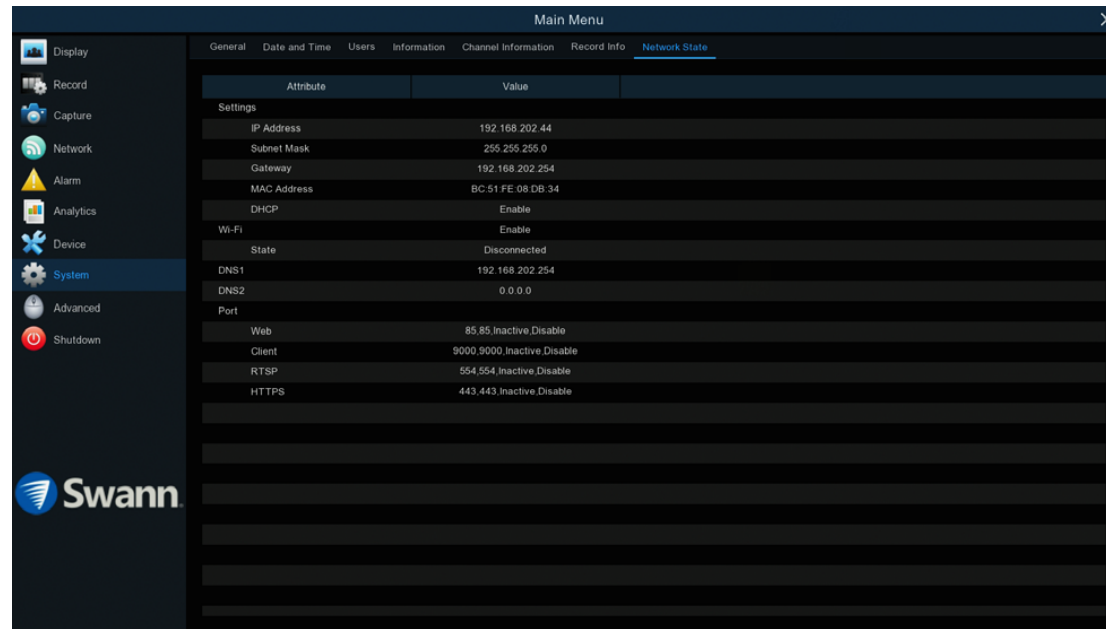 Main Menu
Display
Record
Capture
Network
Alarm
Analytics
Device
System
Advanced
Shutdown
Swann
General Date and Time Users Information Channel Information Record Info Network State
Attribute Value
Settings
IP Address 192.168.202.44
Subnet Mask 255.255.255.0
Gateway 192.168.202.254
MAC Address BC:51:FE:08:DB:34
DHCP Enable
Wi-Fi Enable
State Disconnected
DNS1 192.168.202.254
DNS2 0.0.0.0
Port
Web 85,85,Inactive,Disable
Client 9000,9000,Inactive,Disable
RTSP 554,554,Inactive,Disable
HTTPS 443,443,Inactive,Disable